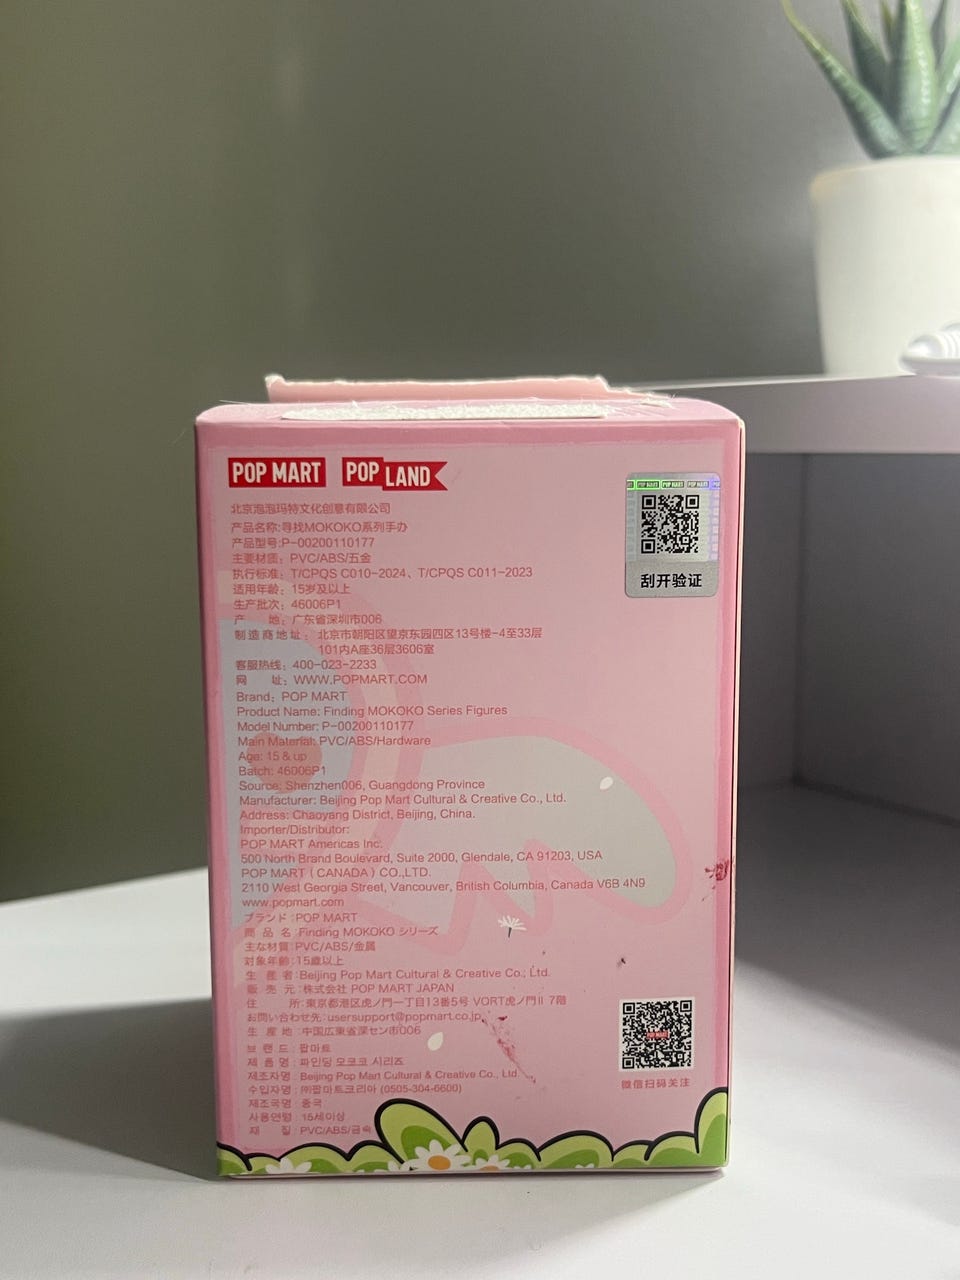 POP MART POP LAND
北京泡泡玛特文化创意有限公司
产品名称:寻找MOKOKO系列手办
产品型号:P-00200110177
主要材质：PVC/ABS/五金
执行标准：T/CPQS C010-2024、T/CPQS C011-2023
适用年龄：15岁及以上
生产批次：46006P1
产 地：广东省深圳市006
制造商地址：北京市朝阳区望京东园四区13号楼-4至33层
101内A座36层3606室
客服热线：400-023-2233
网 址：WWW.POPMART.COM
Brand：POP MART
Product Name: Finding MOKOKO Series Figures
Model Number: P-00200110177
Main Material: PVC/ABS/Hardware
Age: 15 & up
Batch: 46006P1
Source: Shenzhen006, Guangdong Province
Manufacturer: Beijing Pop Mart Cultural & Creative Co., Ltd.
Address: Chaoyang District, Beijing, China.
Importer/Distributor:
POP MART Americas Inc.
500 North Brand Boulevard, Suite 2000, Glendale, CA 91203, USA
POP MART ( CANADA ) CO.,LTD.
2110 West Georgia Street, Vancouver, British Columbia, Canada V6B 4N9
www.popmart.com
ブランド:POP MART
商 品 名:Finding MOKOKO シリーズ
主な材質:PVC/ABS/金属
対象年齢:15歳以上
生 産 者:Beijing Pop Mart Cultural & Creative Co., Ltd.
販 売 元:株式会社 POP MART JAPAN
住 所:東京都港区虎ノ門一丁目13番5号 VORT虎ノ門II 7階
お問い合わせ先:usersupport@popmart.co.jp
生 産 地:中国広東省深セン市006
브 랜 드 : 팝마트
제 품 명 : 파인딩 모코코 시리즈
제조자명 : Beijing Pop Mart Cultural & Creative Co., Ltd
수입자명 : ㈜팝마트코리아 (0505-304-6600)
제조국명 : 중국
사용연령 : 15세이상
재 질 : PVC/ABS/금속
POP MART POP MART POP MART
刮开验证
POP MART
微信扫码关注